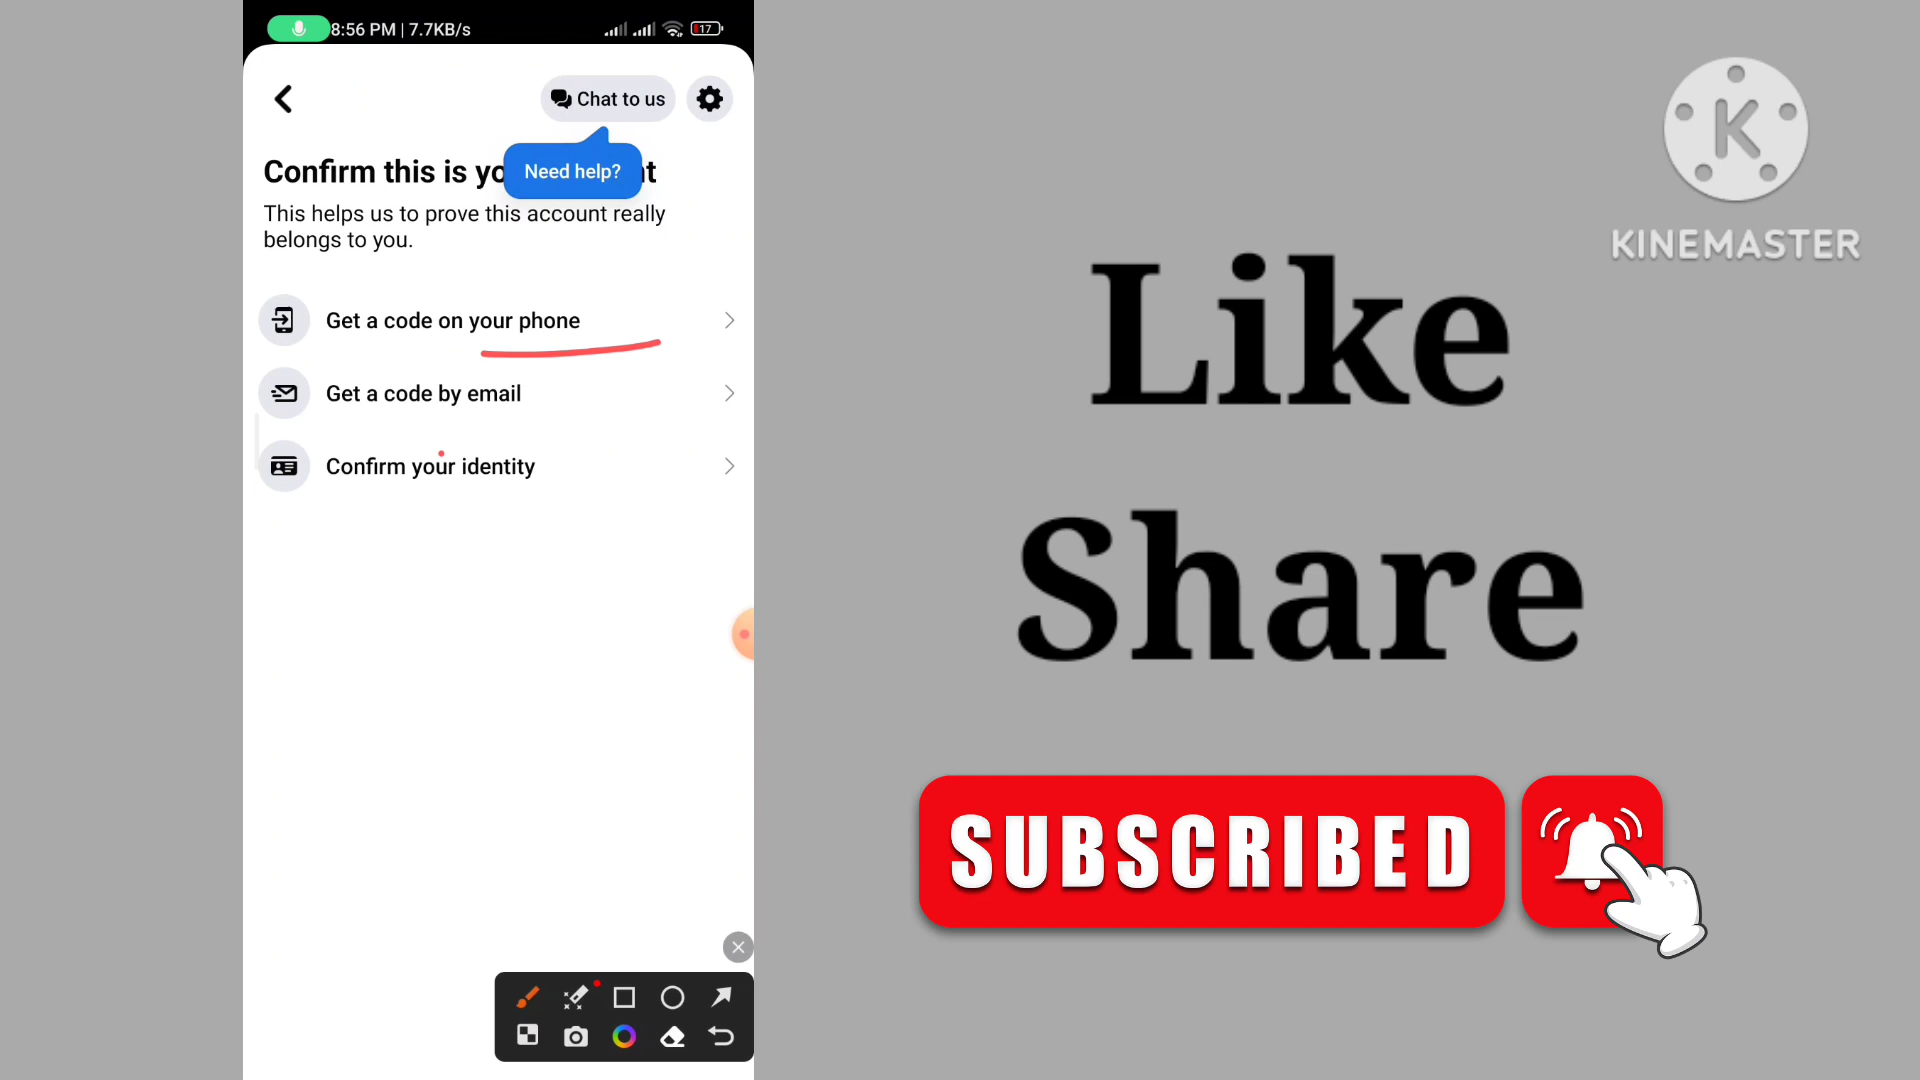 8:56 PM | 7.7KB/s
17
Chat to us
Need help?
Confirm this is
This helps us to prove this account really
belongs to you.
Get a code on your phone
Get a code by email
Confirm your identity
K
KINEMASTER
Like
Share
SUBSCRIBED